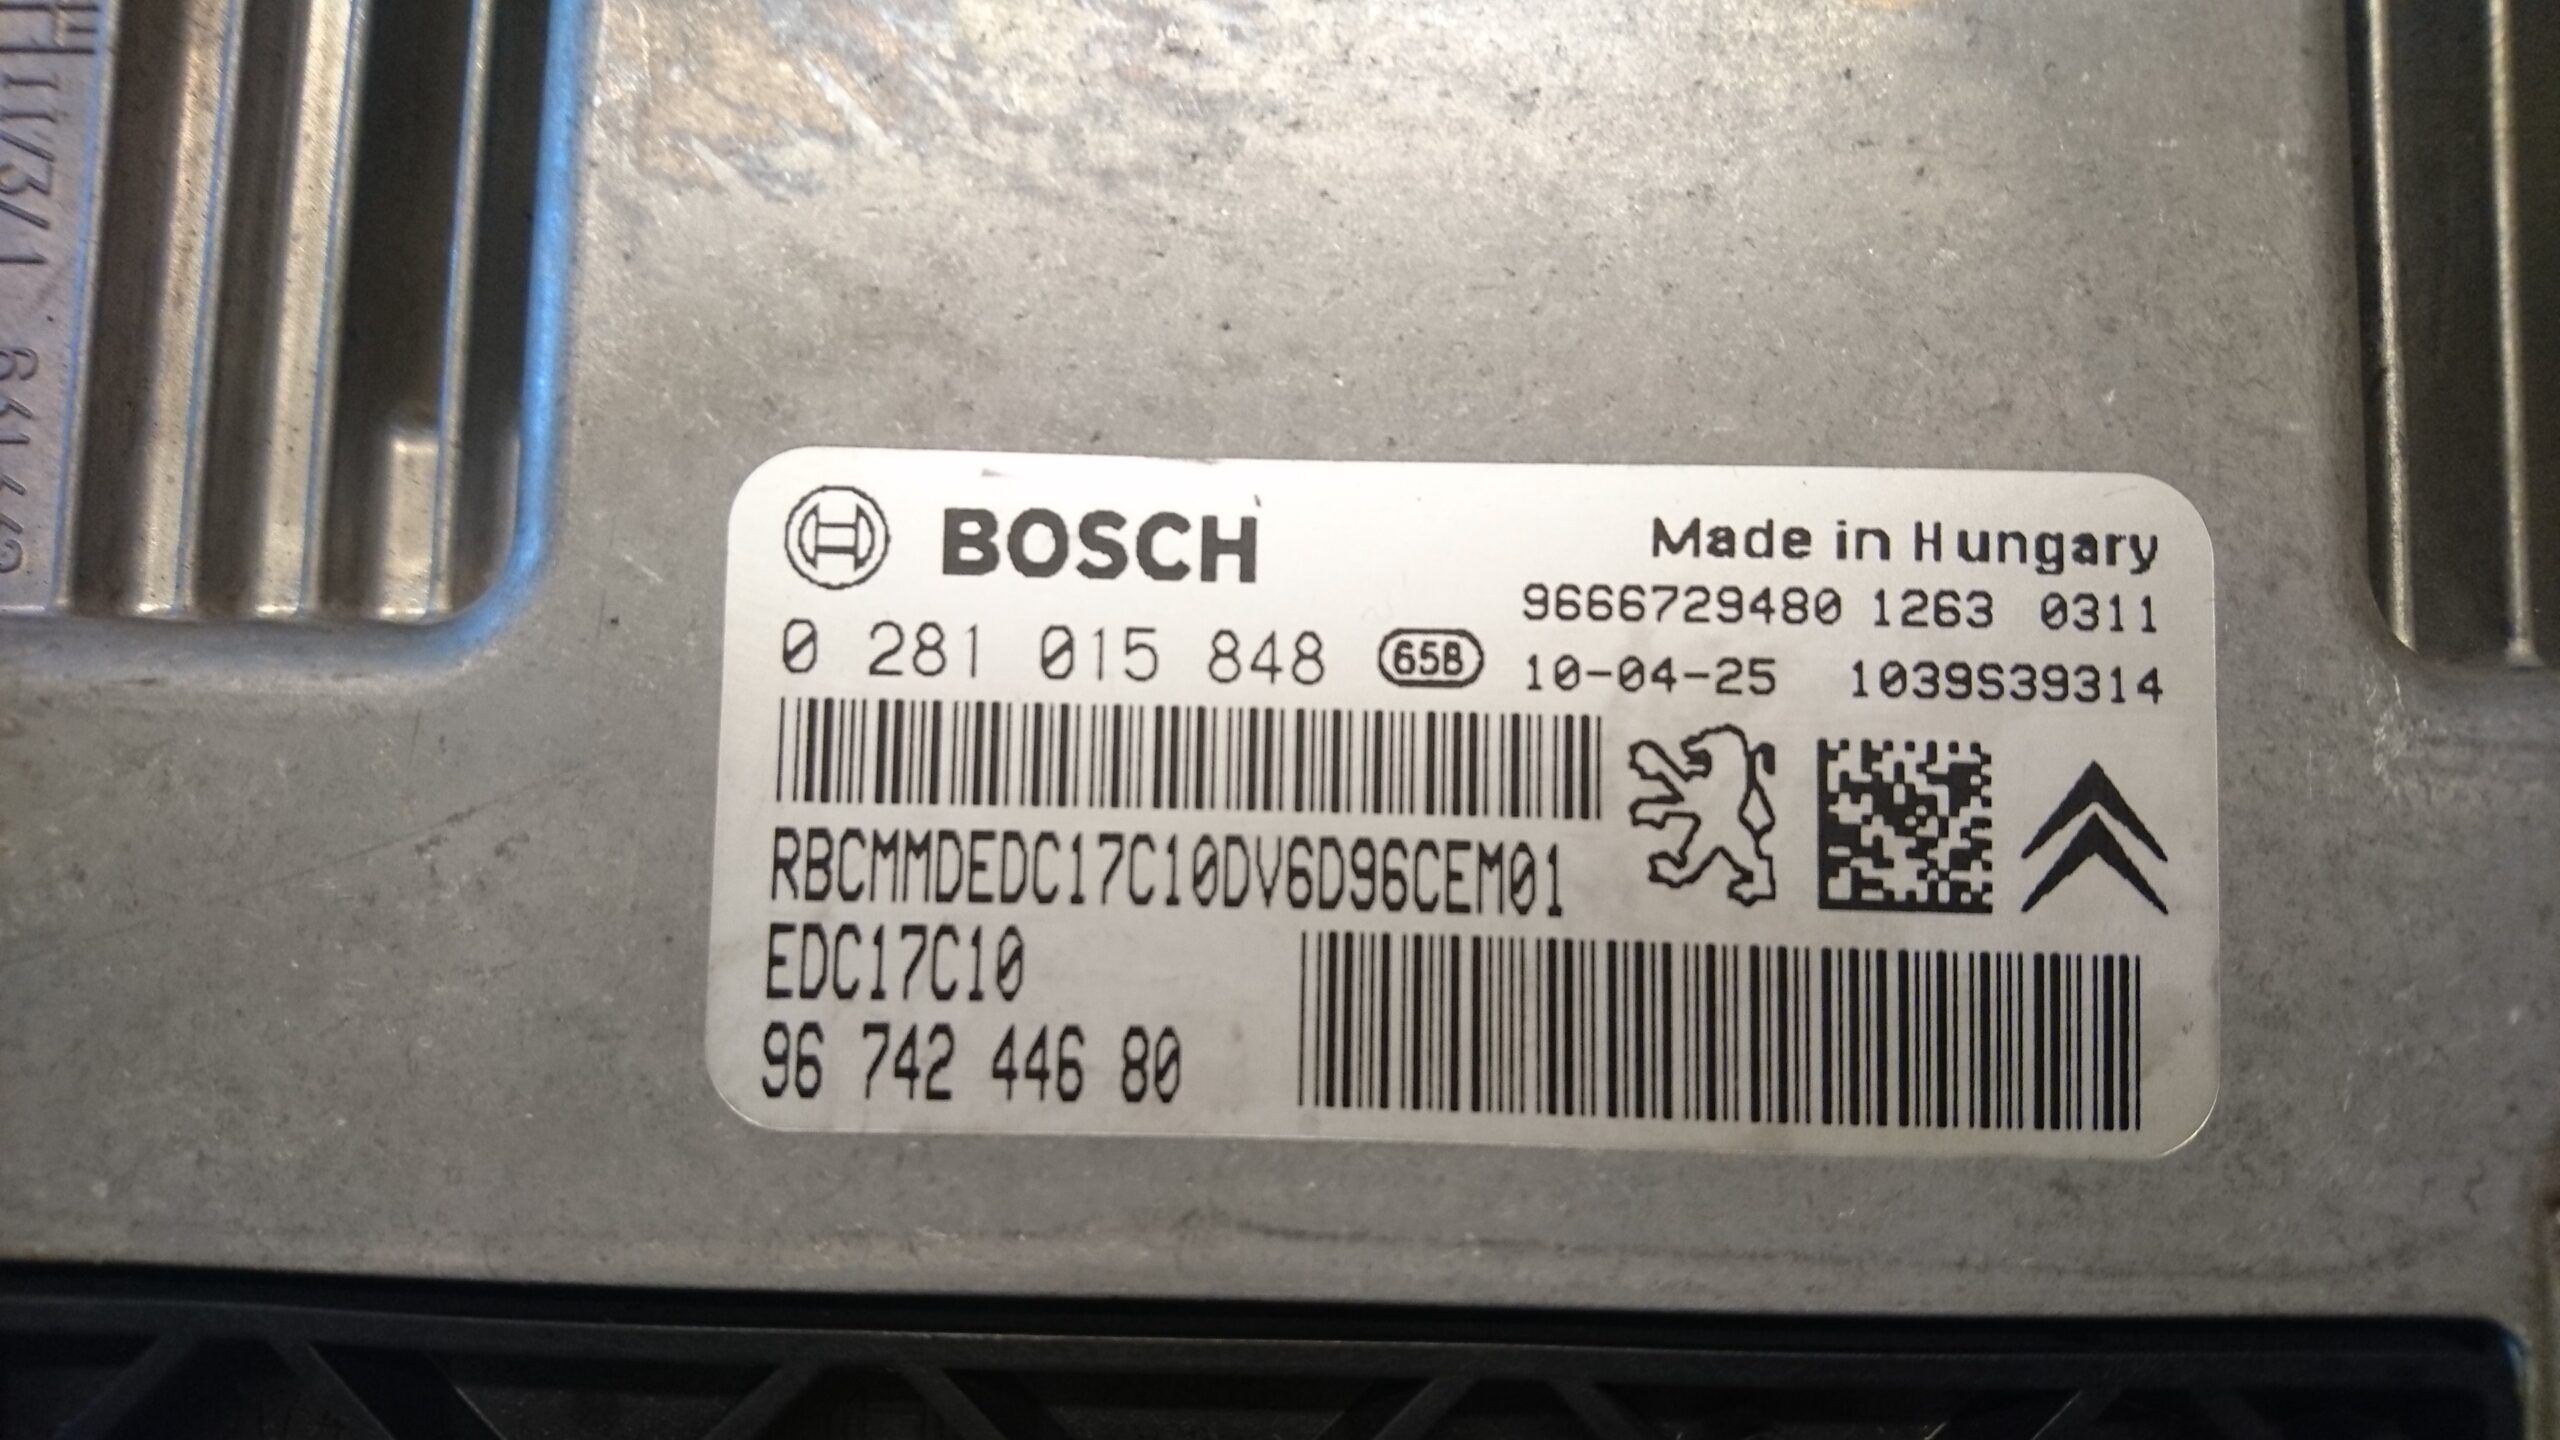 BOSCH
Made in Hungary
9666729480 1263 0311
0 281 015 848 65B 10-04-25 1039S39314
RBCMMDEDC17C10DV6D96CEM01
EDC17C10
96 742 446 80